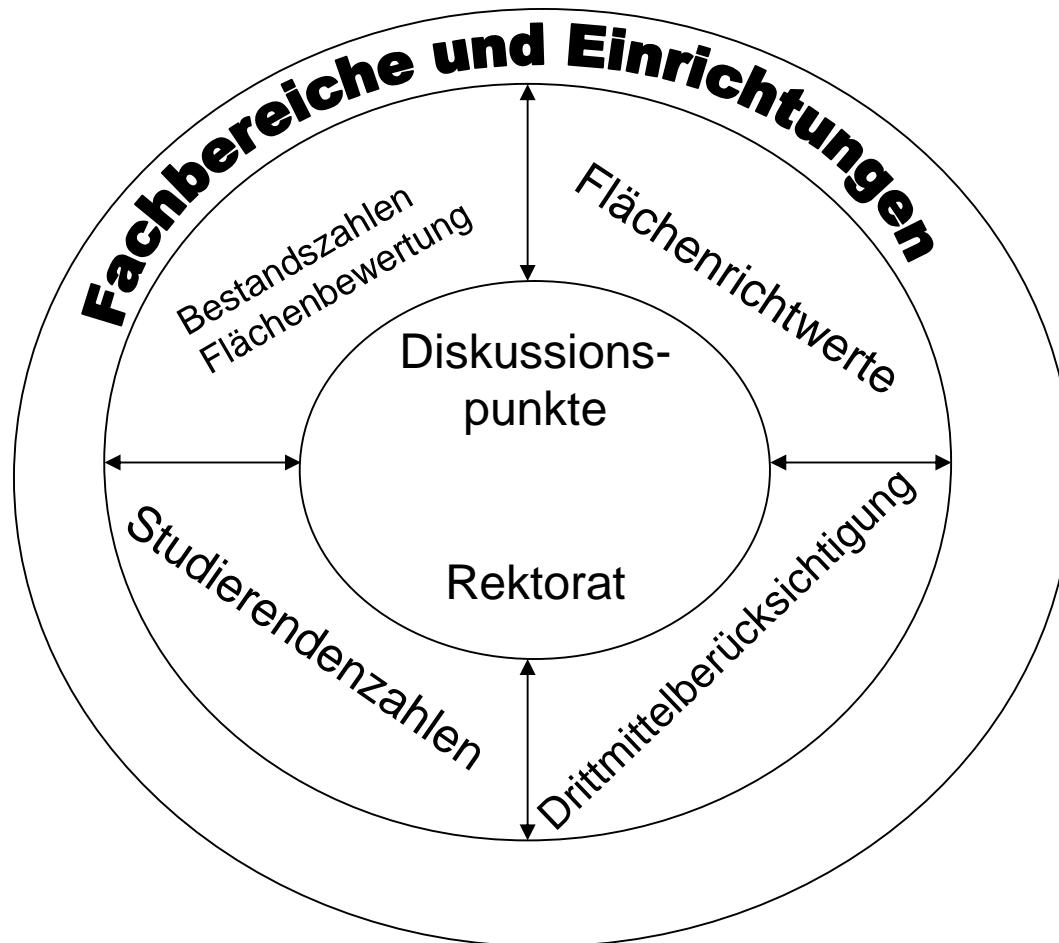 Fachbereiche und Einrichtungen
Bestandszahlen
Flächenbewertung
Flächenrichtwerte
Diskussions-
punkte
Rektorat
Studierendenzahlen
Drittmittelberücksichtigung